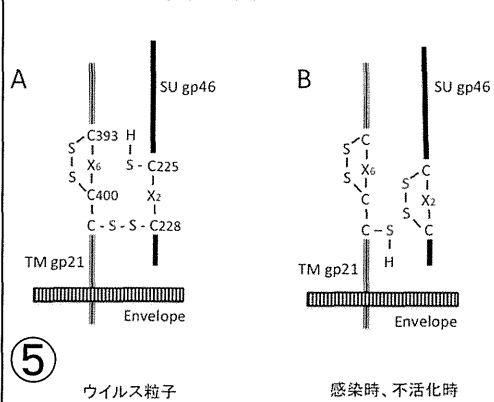 A
SU gp46
C393 H
S
X6 S - C225
S
C400 X2
C - S - S - C228
TM gp21
Envelope
ウイルス粒子
B
SU gp46
C
S
X6 C
S S
C X2
S
C - S C
H
TM gp21
Envelope
感染時、不活化時
⑤